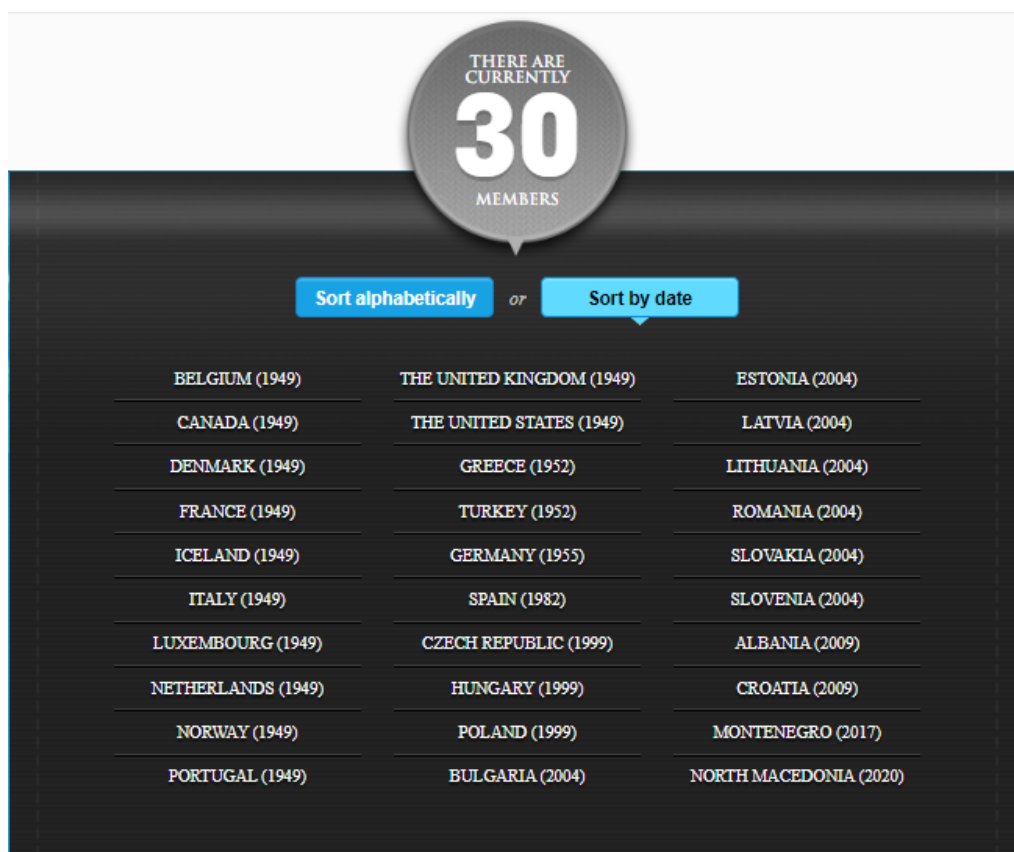 THERE ARE
CURRENTLY
30
MEMBERS
Sort alphabetically or Sort by date
BELGIUM (1949)
CANADA (1949)
DENMARK (1949)
FRANCE (1949)
ICELAND (1949)
ITALY (1949)
LUXEMBOURG (1949)
NETHERLANDS (1949)
NORWAY (1949)
PORTUGAL (1949)
THE UNITED KINGDOM (1949)
THE UNITED STATES (1949)
GREECE (1952)
TURKEY (1952)
GERMANY (1955)
SPAIN (1982)
CZECH REPUBLIC (1999)
HUNGARY (1999)
POLAND (1999)
BULGARIA (2004)
ESTONIA (2004)
LATVIA (2004)
LITHUANIA (2004)
ROMANIA (2004)
SLOVAKIA (2004)
SLOVENIA (2004)
ALBANIA (2009)
CROATIA (2009)
MONTENEGRO (2017)
NORTH MACEDONIA (2020)